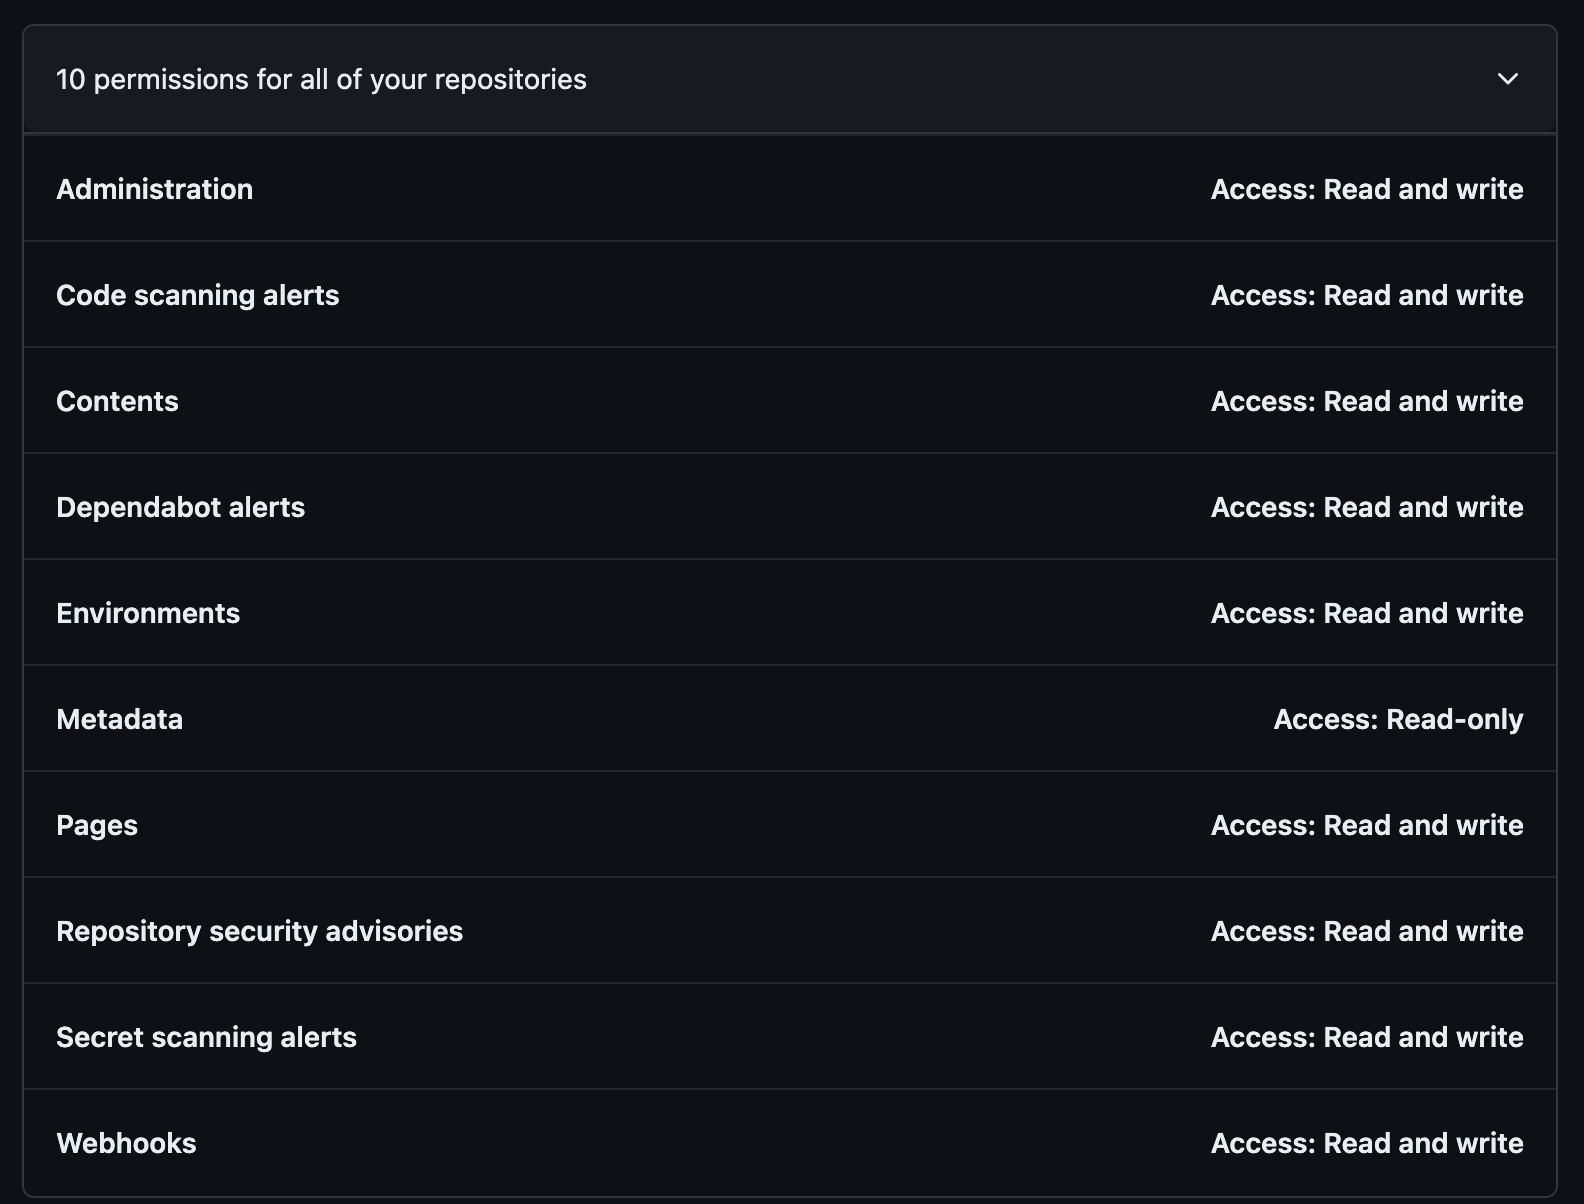 10 permissions for all of your repositories
Administration Access: Read and write
Code scanning alerts Access: Read and write
Contents Access: Read and write
Dependabot alerts Access: Read and write
Environments Access: Read and write
Metadata Access: Read-only
Pages Access: Read and write
Repository security advisories Access: Read and write
Secret scanning alerts Access: Read and write
Webhooks Access: Read and write